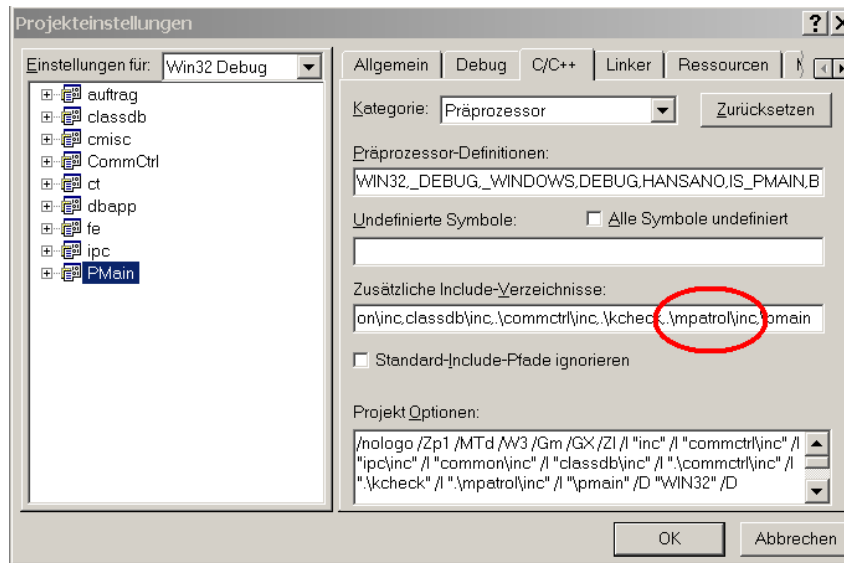 Projekteinstellungen
Einstellungen für: Win32 Debug
auftrag
classdb
cmisc
CommCtrl
ct
dbapp
fe
ipc
PMain
Allgemein Debug C/C++ Linker Ressourcen
Kategorie: Präprozessor Zurücksetzen
Präprozessor-Definitionen:
WIN32,_DEBUG,_WINDOWS,DEBUG,HANSANO,IS_PMAIN,B
Undefinierte Symbole: Alle Symbole undefiniert
Zusätzliche Include-Verzeichnisse:
on\inc,classdb\inc,.\commctrl\inc,.\kcheck,.\mpatrol\inc,\pmain
Standard-Include-Pfade ignorieren
Projekt Optionen:
/nologo /Zp1 /MTd /W3 /Gm /GX /ZI /I "inc" /I "commctrl\inc" /I
"ipc\inc" /I "common\inc" /I "classdb\inc" /I ".\commctrl\inc" /I
".\kcheck" /I ".\mpatrol\inc" /I "\pmain" /D "WIN32" /D
OK Abbrechen